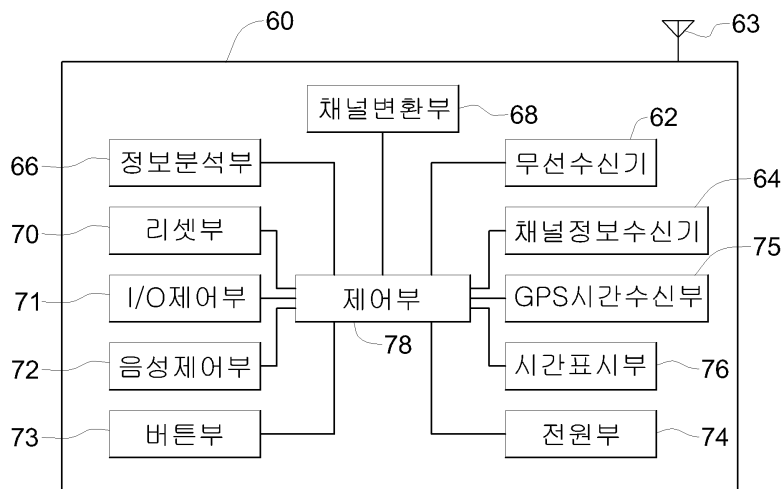 60
63
채널변환부
68
62
66
정보분석부
무선수신기
64
70
리셋부
채널정보수신기
75
71
I/O제어부
제어부
GPS시간수신부
78
72
음성제어부
시간표시부
76
73
버튼부
전원부
74